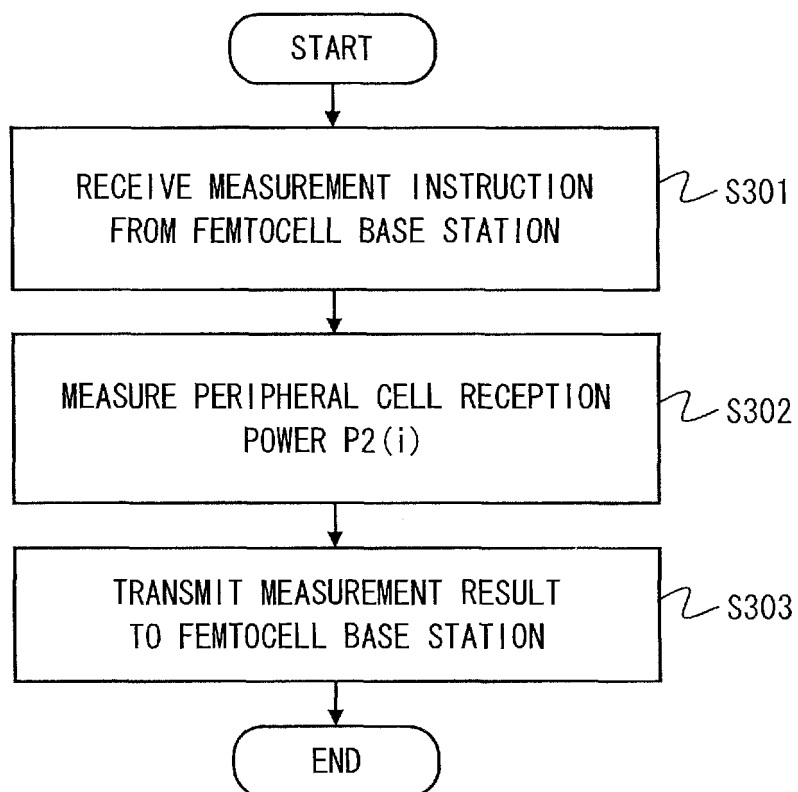 START
RECEIVE MEASUREMENT INSTRUCTION
FROM FEMTOCELL BASE STATION
S301
MEASURE PERIPHERAL CELL RECEPTION
POWER P2(i)
S302
TRANSMIT MEASUREMENT RESULT
TO FEMTOCELL BASE STATION
S303
END